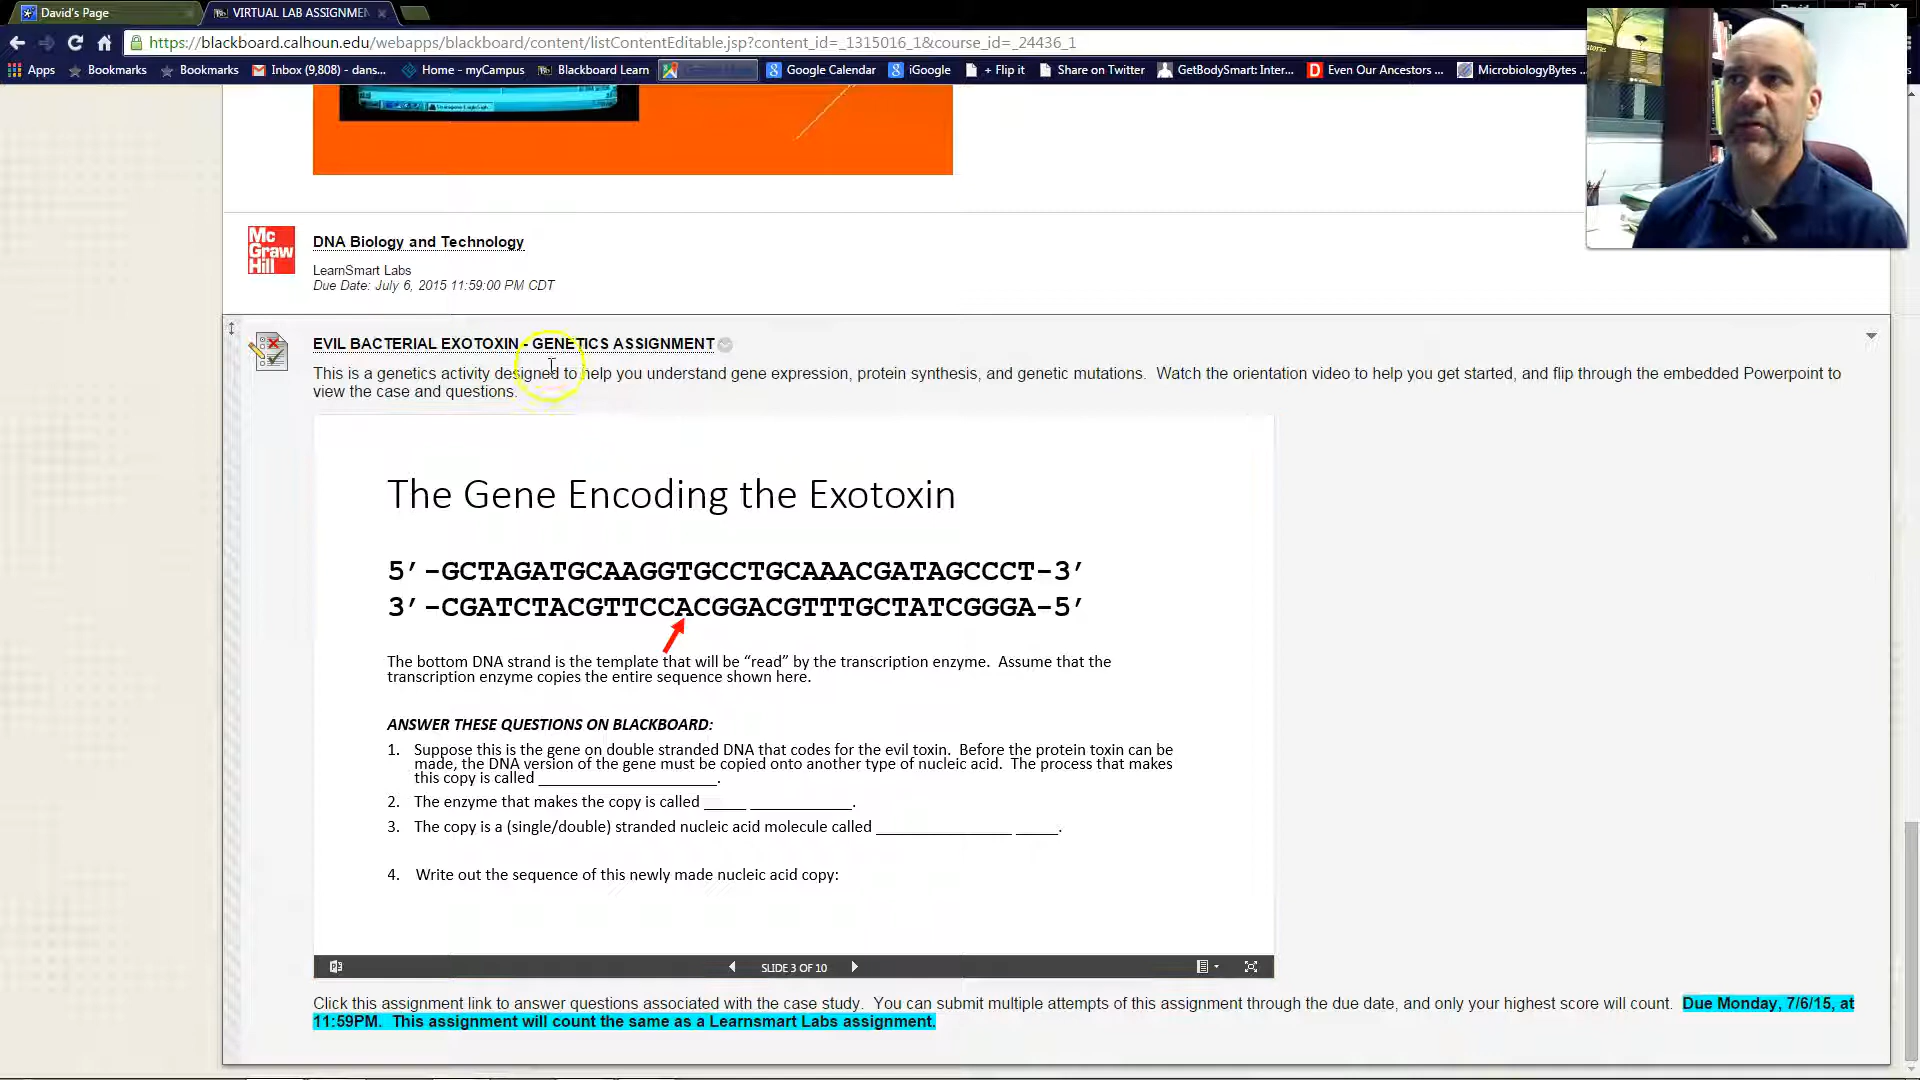 David's Page
VIRTUAL LAB ASSIGNMEN
https://blackboard.calhoun.edu/webapps/blackboard/content/listContentEditable.jsp?content_id=_1315016_1&course_id=_24436_1
Apps Bookmarks Bookmarks Inbox (9,808) - dans... Home - myCampus Blackboard Learn Google Calendar iGoogle + Flip it Share on Twitter GetBodySmart: Inter... Even Our Ancestors ... MicrobiologyBytes ...
Mc
Graw
Hill
DNA Biology and Technology
LearnSmart Labs
Due Date: July 6, 2015 11:59:00 PM CDT
EVIL BACTERIAL EXOTOXIN - GENETICS ASSIGNMENT
This is a genetics activity designed to help you understand gene expression, protein synthesis, and genetic mutations. Watch the orientation video to help you get started, and flip through the embedded Powerpoint to
view the case and questions.
The Gene Encoding the Exotoxin
5’-GCTAGATGCAAGGTGCCTGCAAACGATAGCCCT-3’
3’-CGATCTACGTTCCACGGACGTTTGCTATCGGGA-5’
The bottom DNA strand is the template that will be “read” by the transcription enzyme. Assume that the
transcription enzyme copies the entire sequence shown here.
ANSWER THESE QUESTIONS ON BLACKBOARD:
1. Suppose this is the gene on double stranded DNA that codes for the evil toxin. Before the protein toxin can be
made, the DNA version of the gene must be copied onto another type of nucleic acid. The process that makes
this copy is called ____________________.
2. The enzyme that makes the copy is called _____ ____________.
3. The copy is a (single/double) stranded nucleic acid molecule called ________________ _____.
4. Write out the sequence of this newly made nucleic acid copy:
SLIDE 3 OF 10
Click this assignment link to answer questions associated with the case study. You can submit multiple attempts of this assignment through the due date, and only your highest score will count. Due Monday, 7/6/15, at
11:59PM. This assignment will count the same as a Learnsmart Labs assignment.